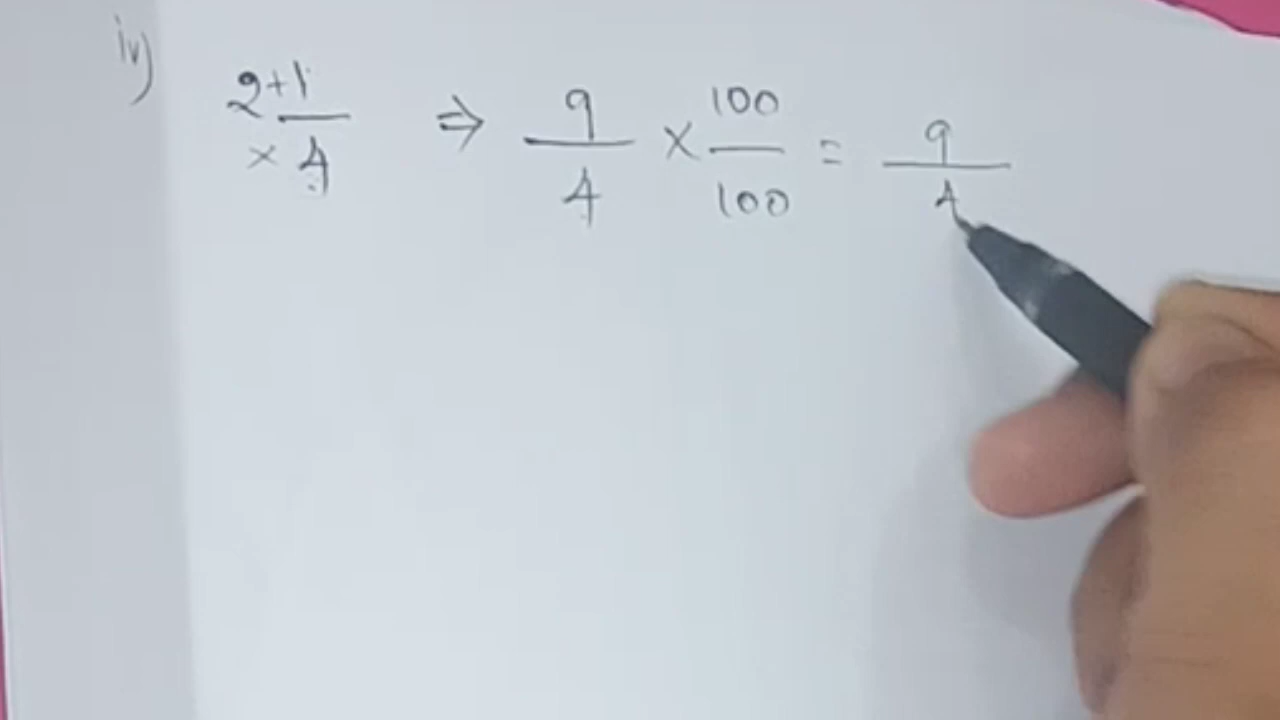 iv) 2+1/×4 ⇒ 9/4 × 100/100 = 9/4